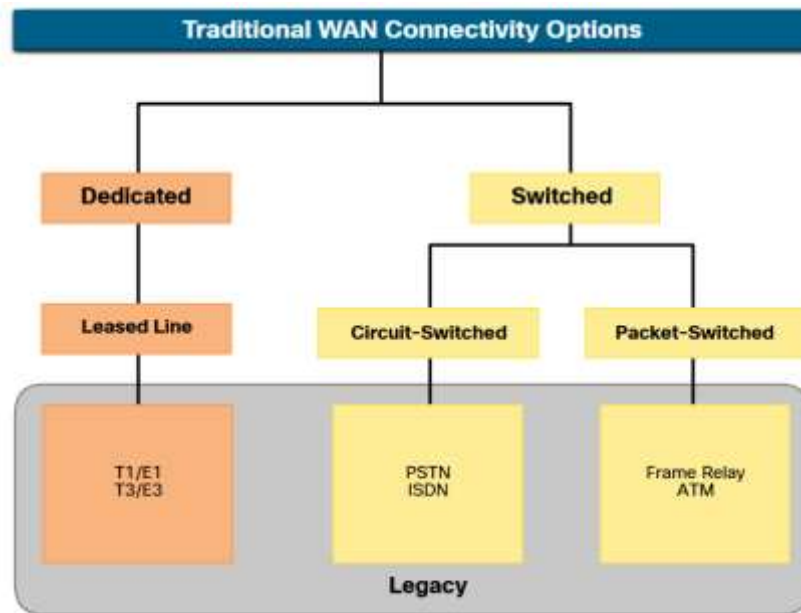 Traditional WAN Connectivity Options
Dedicated
Switched
Leased Line
Circuit-Switched
Packet-Switched
T1/E1
T3/E3
PSTN
ISDN
Frame Relay
ATM
Legacy